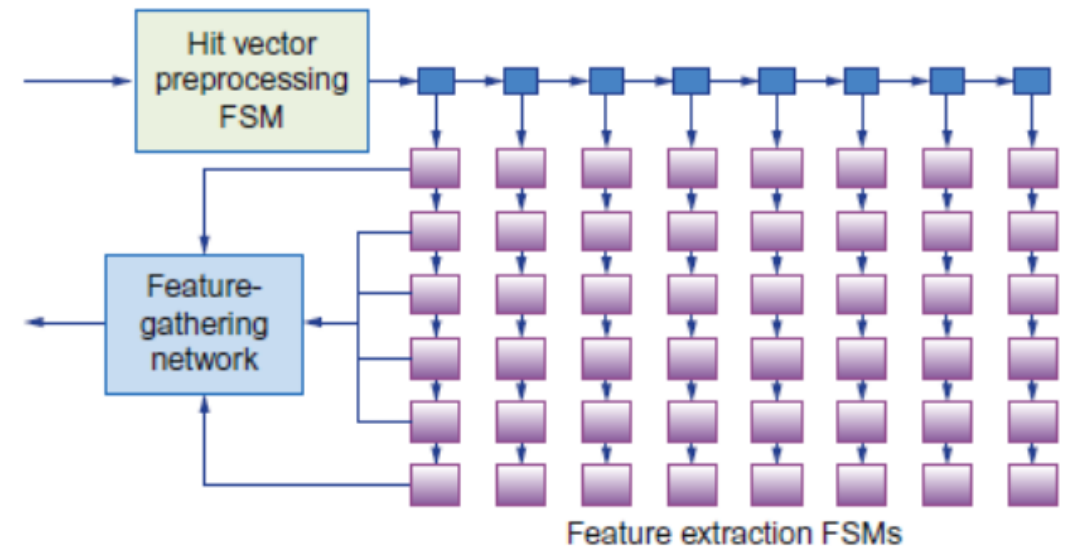 Hit vector
preprocessing
FSM
Feature-
gathering
network
Feature extraction FSMs